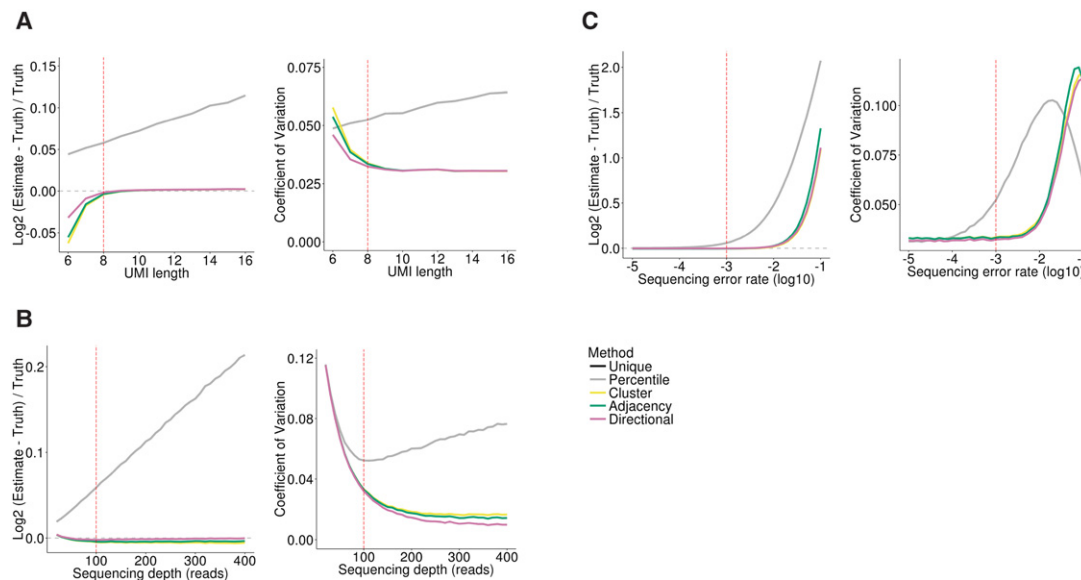 A
Log2 (Estimate - Truth) / Truth
0.15
0.10
0.05
0.00
-0.05
6 8 10 12 14 16
UMI length
Coefficient of Variation
0.075
0.050
0.025
0.000
6 8 10 12 14 16
UMI length
C
Log2 (Estimate - Truth) / Truth
2.0
1.5
1.0
0.5
0.0
-5 -4 -3 -2 -1
Sequencing error rate (log10)
Coefficient of Variation
0.100
0.075
0.050
-5 -4 -3 -2
Sequencing error rate (log10)
B
Log2 (Estimate - Truth) / Truth
0.2
0.1
0.0
100 200 300 400
Sequencing depth (reads)
Coefficient of Variation
0.12
0.08
0.04
0.00
100 200 300 400
Sequencing depth (reads)
Method
Unique
Percentile
Cluster
Adjacency
Directional